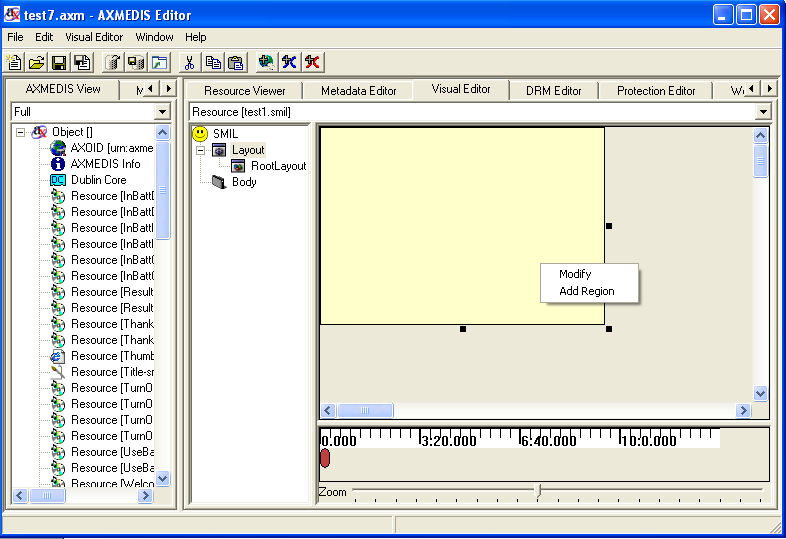 test7.axm - AXMEDIS Editor
File Edit Visual Editor Window Help
AXMEDIS View
Resource Viewer Metadata Editor Visual Editor DRM Editor Protection Editor
Full
Resource [test1.smil]
Object []
AXOID [urn:axme
AXMEDIS Info
DC Dublin Core
Resource [InBatt
Resource [InBatt
Resource [InBatt
Resource [InBatt
Resource [InBatt
Resource [InBatt
Resource [Result
Resource [Result
Resource [Thank
Resource [Thank
Resource [Thumb
Resource [Title-sr
Resource [TurnO
Resource [TurnO
Resource [TurnO
Resource [TurnO
Resource [UseBa
Resource [UseBa
Resource [Welco
SMIL
Layout
RootLayout
Body
Modify
Add Region
0.000 3:20.000 6:40.000 10:0.000
Zoom